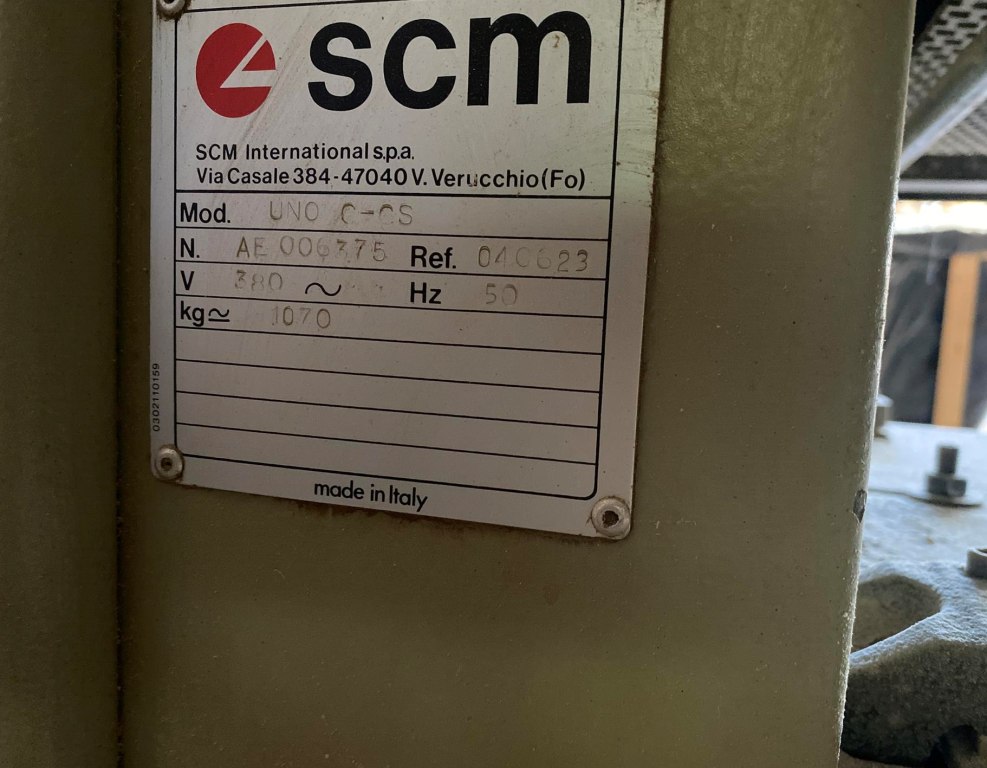 scm
SCM International s.p.a.
Via Casale 384-47040 V. Verucchio (Fo)
Mod. UNO C-CS
N. AE 006375 Ref. 040623
V 380 ~ Hz 50
kg≃ 1070
0302110159
made in Italy